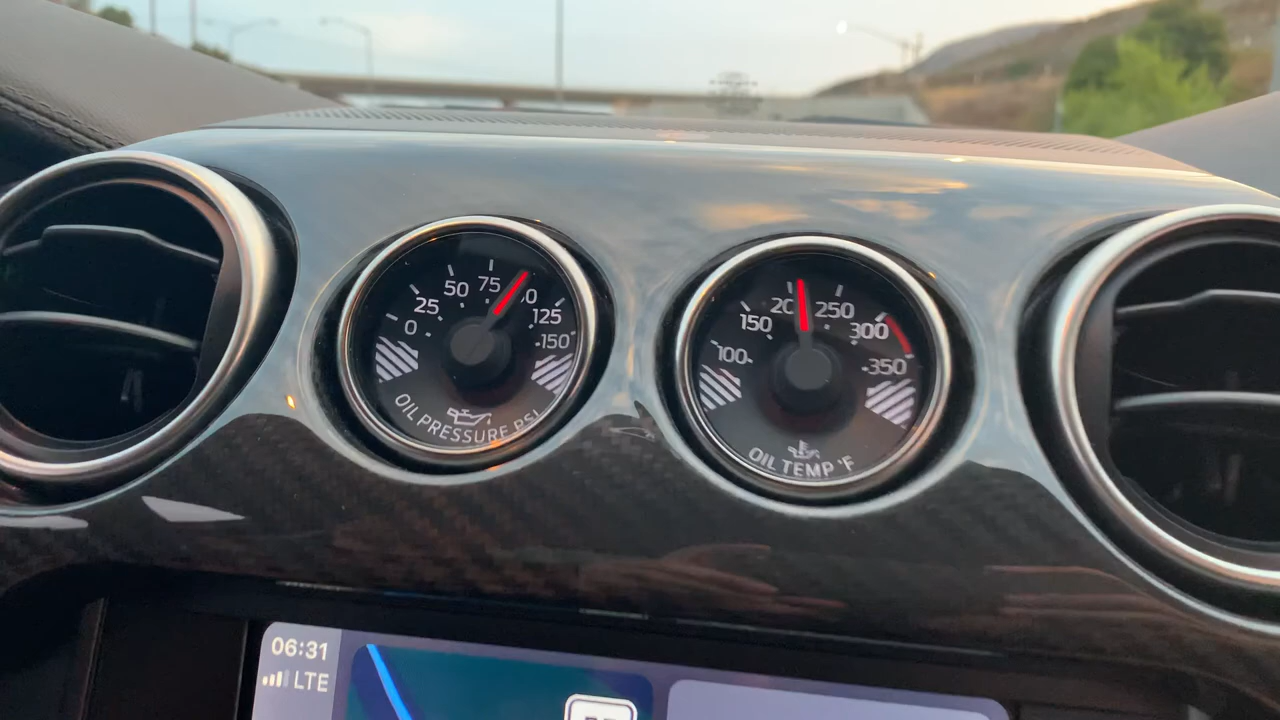 0 25 50 75 125 150
OIL PRESSURE PSI
100 150 250 300 350
OIL TEMP °F
06:31
LTE